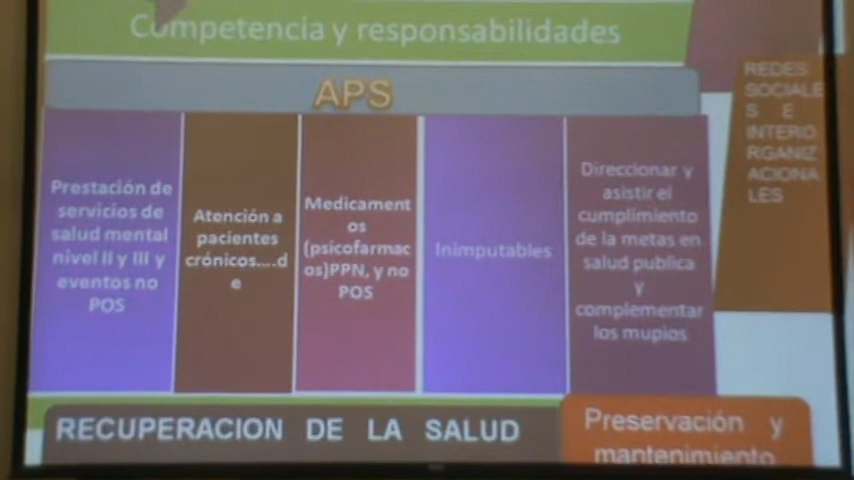 Competencia y responsabilidades
APS
Prestación de
servicios de
salud mental
nivel II y III y
eventos no
POS
Atención a
pacientes
crónicos....d
e
Medicament
os
(psicofarmac
os)PPN, y no
POS
Inimputables
Direccionar y
asistir el
cumplimiento
de la metas en
salud publica
y
complementar
los mupios
REDES
SOCIALE
S E
INTERO
RGANIZ
ACIONA
LES
RECUPERACION DE LA SALUD
Preservación y
mantenimiento